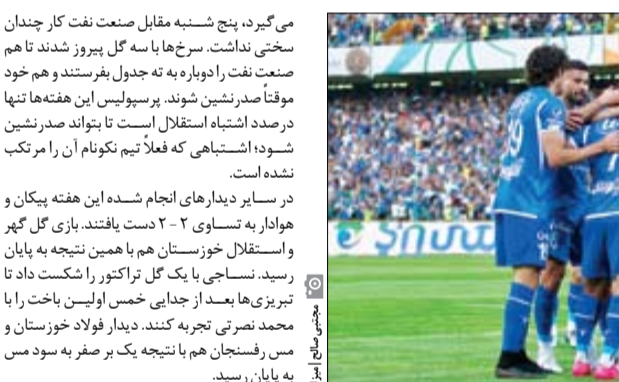 می‌گیرد، پنج شنبه مقابل صنعت نفت کار چندان
سختی نداشت. سرخ‌ها با سه گل پیروز شدند تا هم
صنعت نفت را دوباره به ته جدول بفرستند و هم خود
موقتاً صدرنشین شوند. پرسپولیس این هفته‌ها تنها
درصدد اشتباه استقلال است تا بتواند صدرنشین
شود؛ اشتباهی که فعلاً تیم نکونام آن را مرتکب
نشده است.
در سایر دیدارهای انجام شده این هفته پیکان و
هوادار به تساوی ۲ - ۲ دست یافتند. بازی گل گهر
و استقلال خوزستان هم با همین نتیجه به پایان
رسید. نساجی با یک گل تراکتور را شکست داد تا
تبریزی‌ها بعد از جدایی خمس اولین باخت را با
محمد نصرتی تجربه کنند. دیدار فولاد خوزستان و
مس رفسنجان هم با نتیجه یک بر صفر به سود مس
به پایان رسید.
مجتبی صالح | میزان